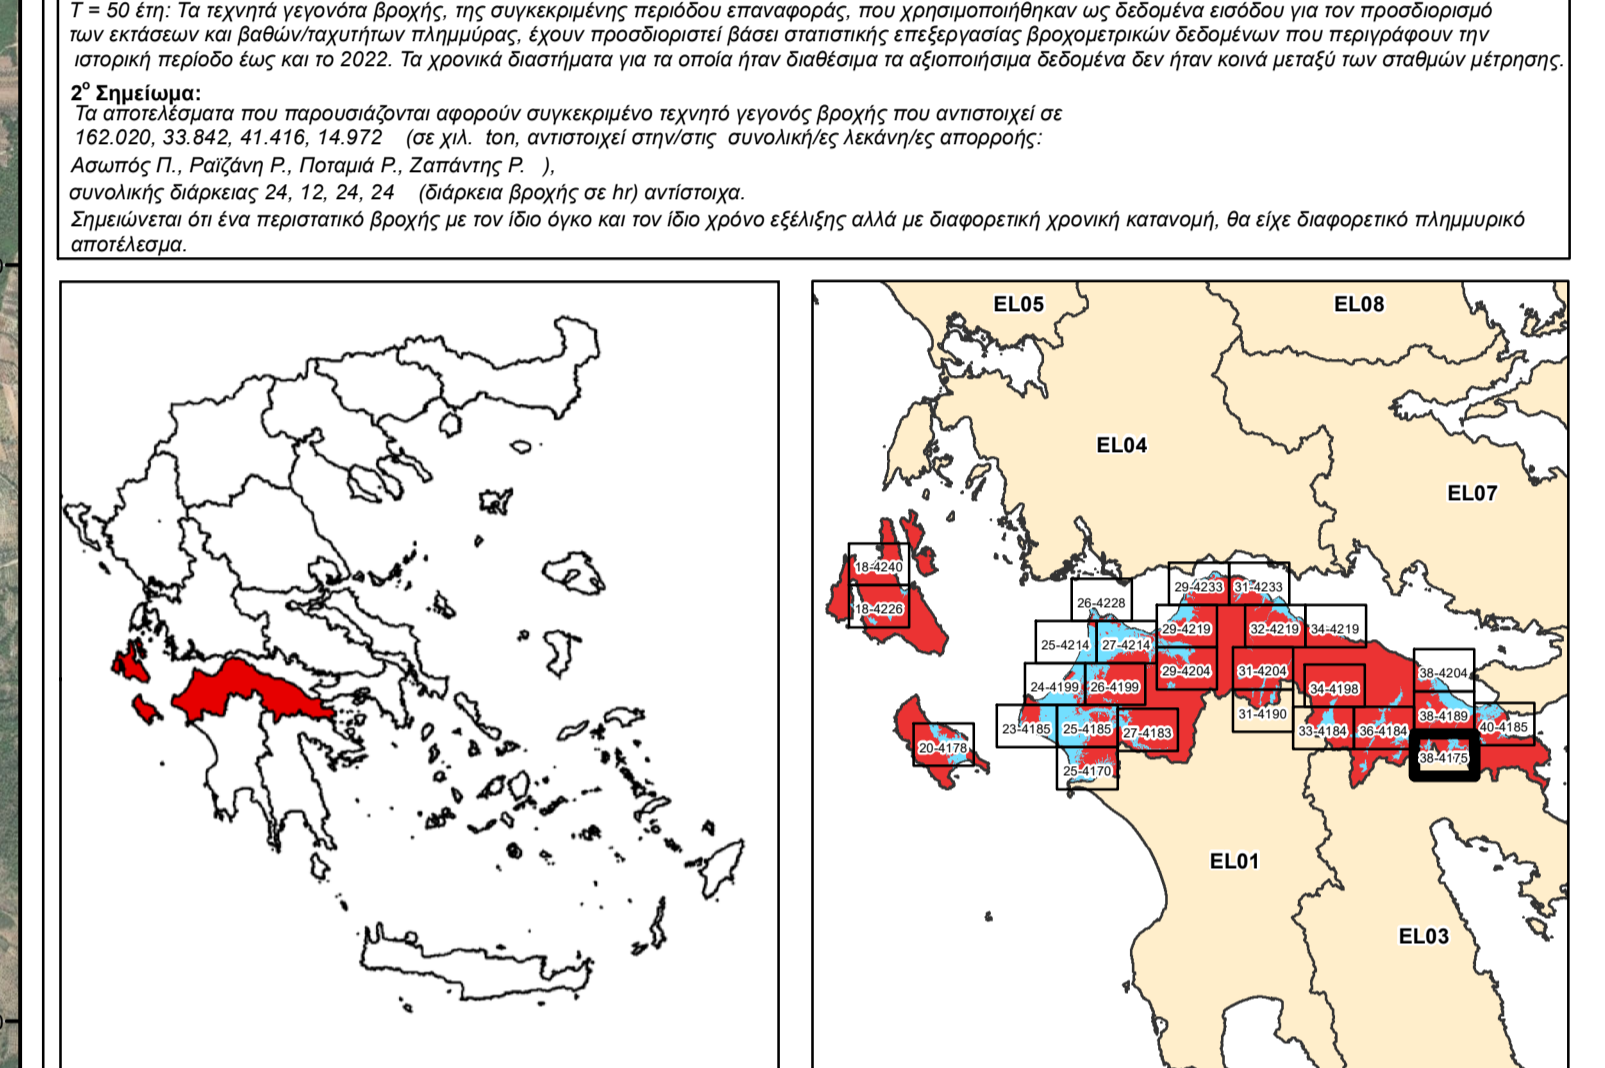 T = 50 έτη: Τα τεχνητά γεγονότα βροχής, της συγκεκριμένης περιόδου επαναφοράς, που χρησιμοποιήθηκαν ως δεδομένα εισόδου για τον προσδιορισμό
των εκτάσεων και βαθών/ταχυτήτων πλημμύρας, έχουν προσδιοριστεί βάσει στατιστικής επεξεργασίας βροχομετρικών δεδομένων που περιγράφουν την
ιστορική περίοδο έως και το 2022. Τα χρονικά διαστήματα για τα οποία ήταν διαθέσιμα τα αξιοποιήσιμα δεδομένα δεν ήταν κοινά μεταξύ των σταθμών μέτρησης.
2ο Σημείωμα:
Τα αποτελέσματα που παρουσιάζονται αφορούν συγκεκριμένο τεχνητό γεγονός βροχής που αντιστοιχεί σε
162.020, 33.842, 41.416, 14.972 (σε χιλ. ton, αντιστοιχεί στην/στις συνολική/ες λεκάνη/ες απορροής:
Ασωπός Π., Ραϊζάνη Ρ., Ποταμιά Ρ., Ζαπάντης Ρ. ),
συνολικής διάρκειας 24, 12, 24, 24 (διάρκεια βροχής σε hr) αντίστοιχα.
Σημειώνεται ότι ένα περιστατικό βροχής με τον ίδιο όγκο και τον ίδιο χρόνο εξέλιξης αλλά με διαφορετική χρονική κατανομή, θα είχε διαφορετικό πλημμυρικό
αποτέλεσμα.
EL05
EL08
EL04
EL07
18-4240
18-4226
29-4233
31-4233
26-4228
29-4219
32-4219
34-4219
25-4214
27-4214
29-4204
31-4204
38-4204
24-4199
26-4199
34-4198
31-4190
38-4189
23-4185
25-4185
27-4183
33-4184
36-4184
40-4185
20-4178
25-4170
38-4175
EL01
EL03